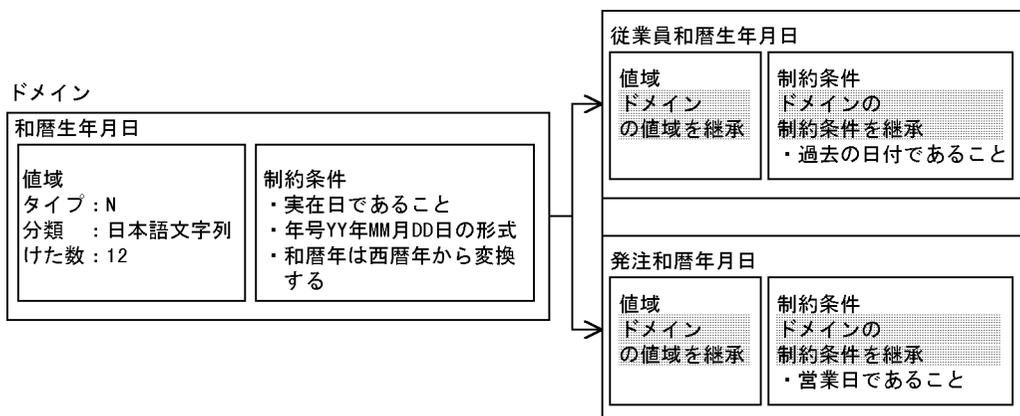 ドメイン
和暦生年月日
値域
タイプ：N
分類　：日本語文字列
けた数：12
制約条件
・実在日であること
・年号YY年MM月DD日の形式
・和暦年は西暦年から変換
する
従業員和暦生年月日
値域
ドメイン
の値域を継承
制約条件
ドメインの
制約条件を継承
・過去の日付であること
発注和暦年月日
値域
ドメイン
の値域を継承
制約条件
ドメインの
制約条件を継承
・営業日であること